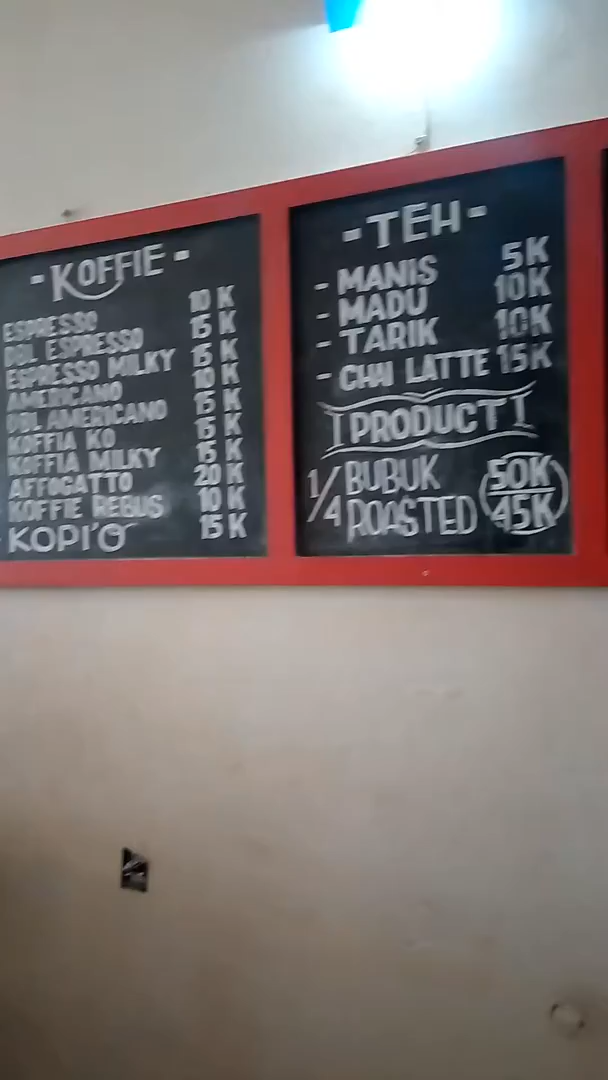 - KOFFIE -
ESPRESSO 10 K
DBL ESPRESSO 15 K
ESPRESSO MILKY 15 K
AMERICANO 10 K
DBL AMERICANO 15 K
KOFFIA KO 15 K
KOFFIA MILKY 15 K
AFFOGATTO 20 K
KOFFIE REBUS 10 K
KOPI'O 15 K
- TEH -
- MANIS 5K
- MADU 10K
- TARIK 10K
- CHAI LATTE 15K
PRODUCT
1/4 BUBUK 50K
ROASTED 45K